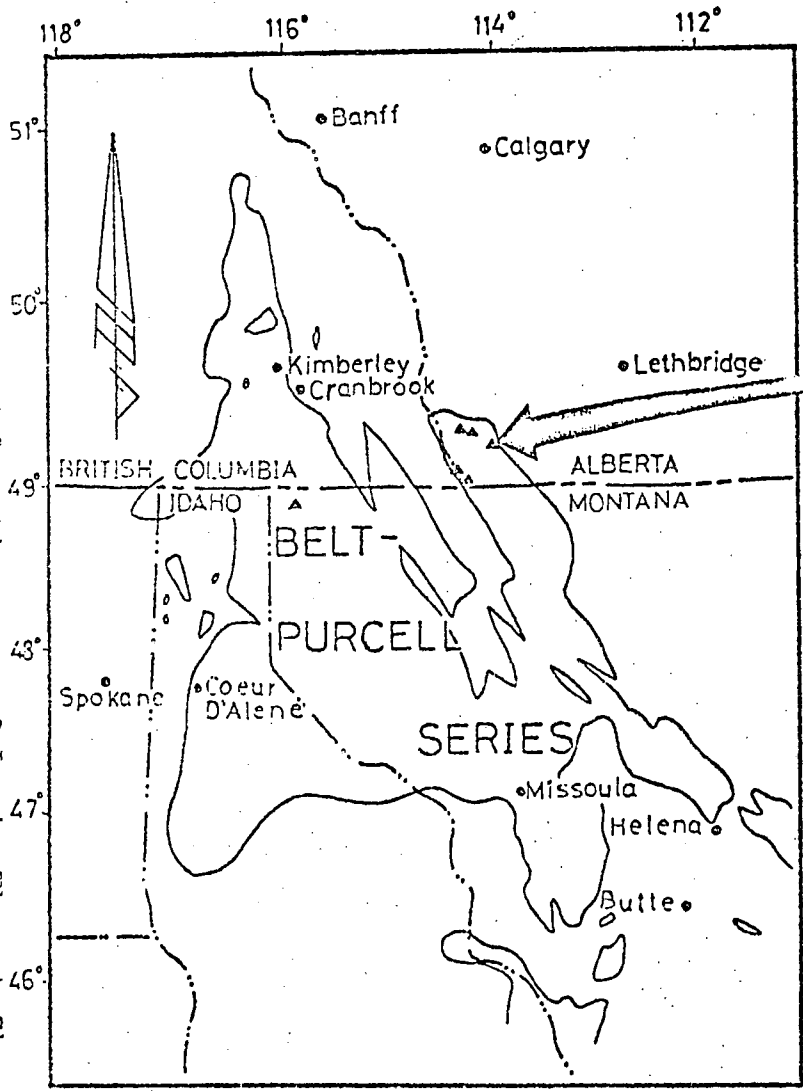 118° 116° 114° 112°
Banff
51°
Calgary
50°
Kimberley
Lethbridge
Cranbrook
BRITISH COLUMBIA ALBERTA
49°
IDAHO MONTANA
BELT-
PURCELL
43°
Spokane
Coeur
D'Alene
SERIES
Missoula
47°
Helena
Butte
46°